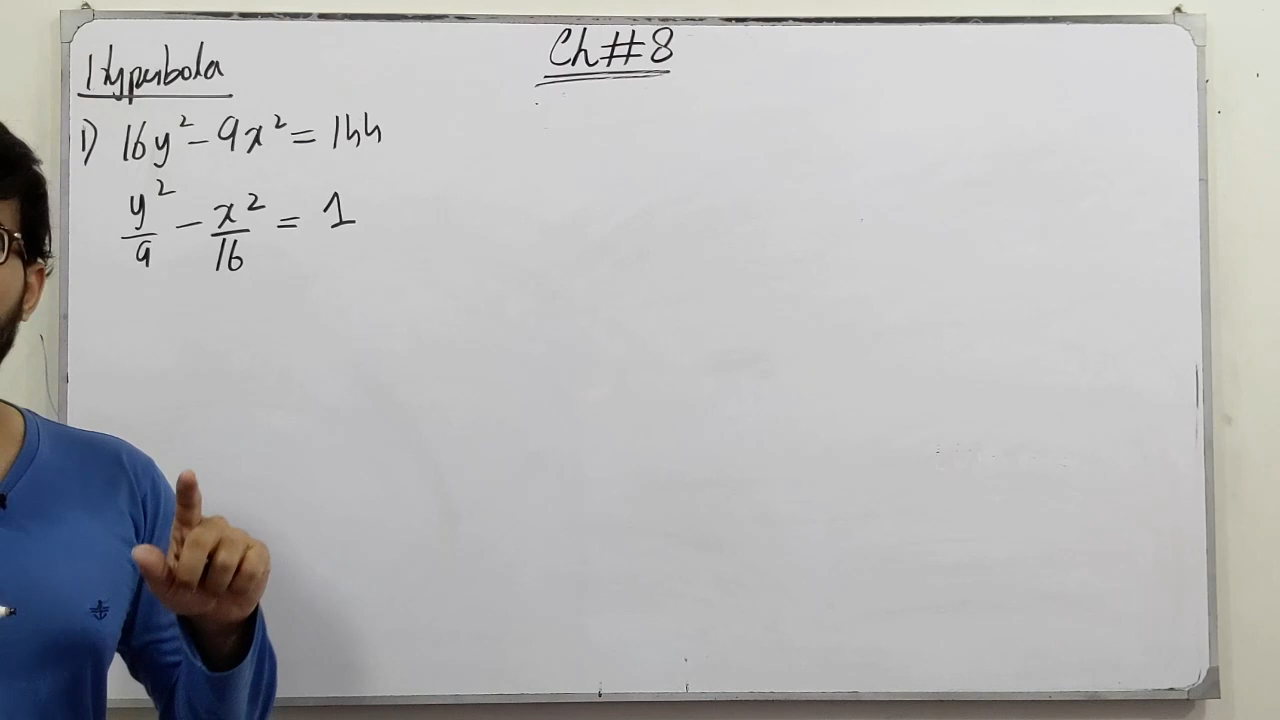 Ch#8
Hyperbola
1) 16y² - 9x² = 144
y²/9 - x²/16 = 1